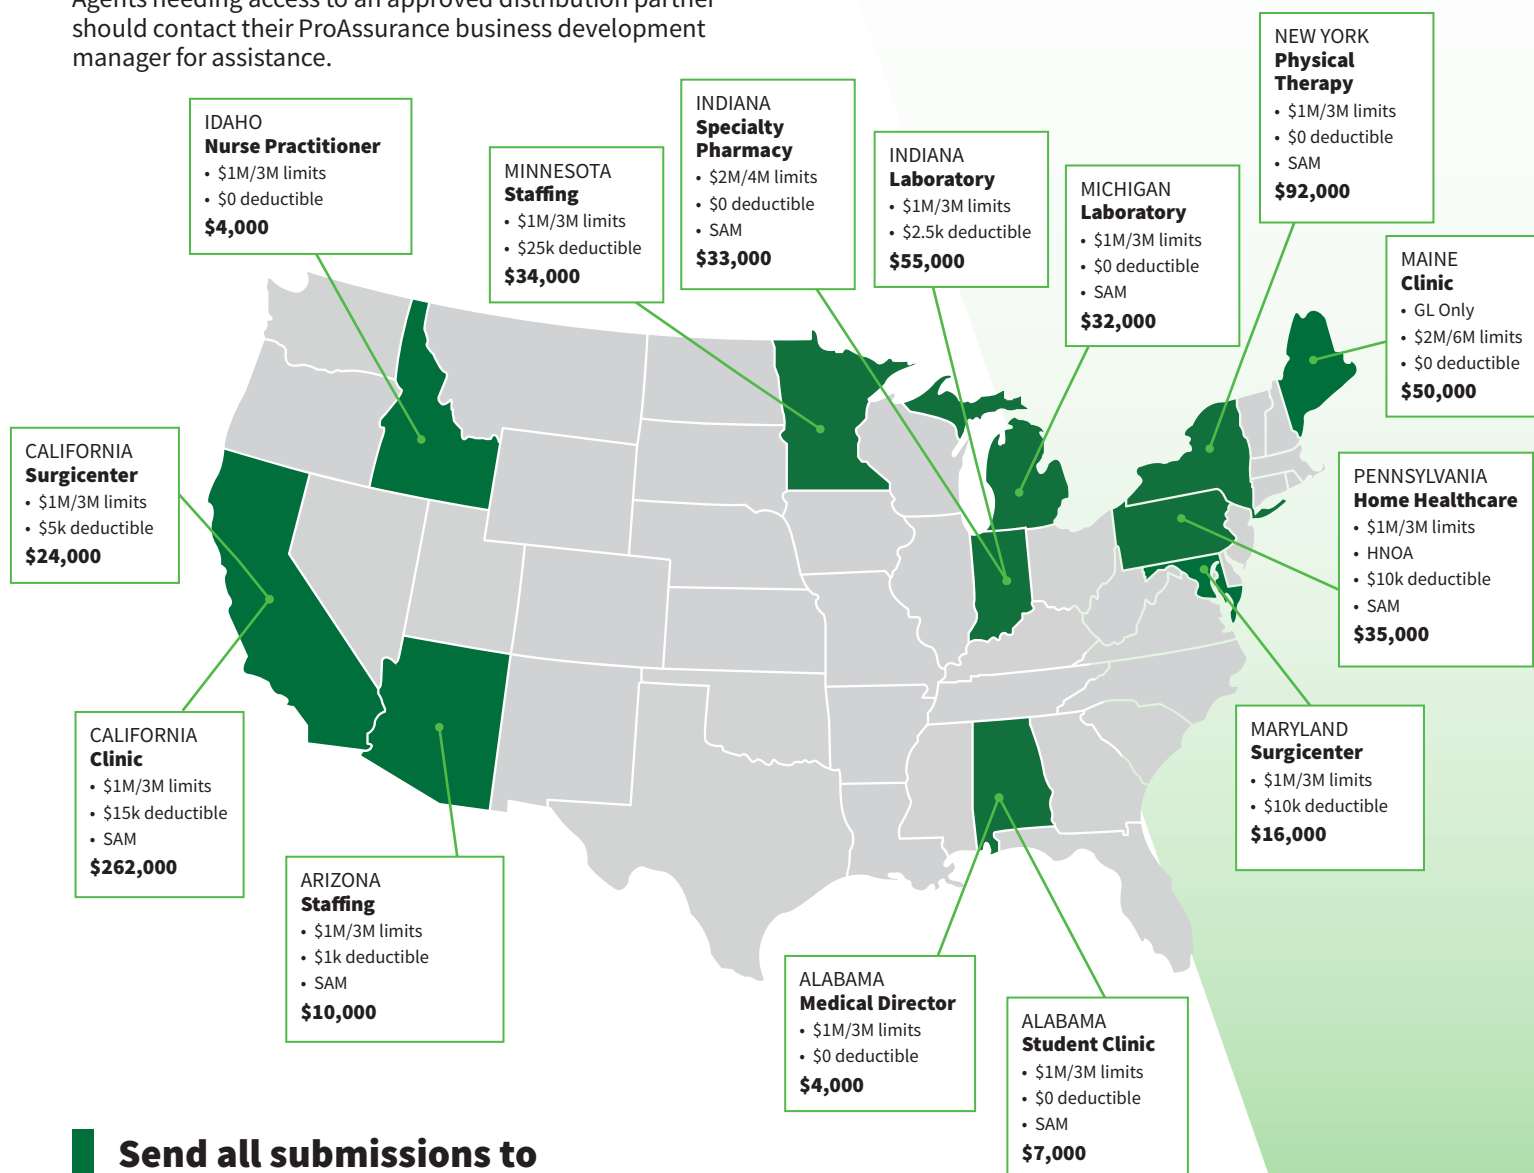 Agents needing access to an approved distribution partner
should contact their ProAssurance business development
manager for assistance.
IDAHO
Nurse Practitioner
• $1M/3M limits
• $0 deductible
$4,000
MINNESOTA
Staffing
• $1M/3M limits
• $25k deductible
$34,000
INDIANA
Specialty
Pharmacy
• $2M/4M limits
• $0 deductible
• SAM
$33,000
INDIANA
Laboratory
• $1M/3M limits
• $2.5k deductible
$55,000
MICHIGAN
Laboratory
• $1M/3M limits
• $0 deductible
• SAM
$32,000
NEW YORK
Physical
Therapy
• $1M/3M limits
• $0 deductible
• SAM
$92,000
MAINE
Clinic
• GL Only
• $2M/6M limits
• $0 deductible
$50,000
CALIFORNIA
Surgicenter
• $1M/3M limits
• $5k deductible
$24,000
PENNSYLVANIA
Home Healthcare
• $1M/3M limits
• HNOA
• $10k deductible
• SAM
$35,000
CALIFORNIA
Clinic
• $1M/3M limits
• $15k deductible
• SAM
$262,000
MARYLAND
Surgicenter
• $1M/3M limits
• $10k deductible
$16,000
ARIZONA
Staffing
• $1M/3M limits
• $1k deductible
• SAM
$10,000
ALABAMA
Medical Director
• $1M/3M limits
• $0 deductible
$4,000
ALABAMA
Student Clinic
• $1M/3M limits
• $0 deductible
• SAM
$7,000
Send all submissions to